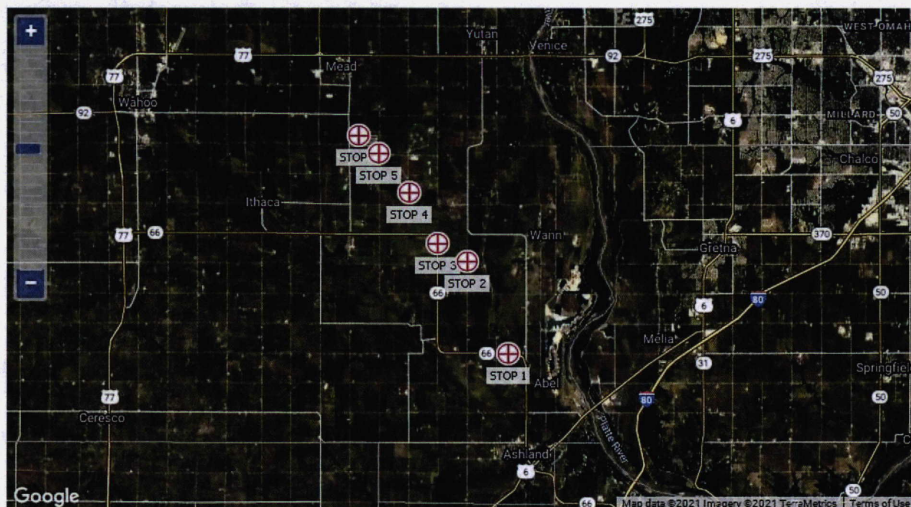 275
WEST OMAH
Yutan
Venice
+
77
92
275
Mead
77
275
Wahoo
92
50
6
MILLARD
STOP
STOP 5
Chalco
Ithaca
STOP 4
77
66
Wann
370
Gretna
STOP 3
STOP 2
66
80
50
6
Melia
66
31
Springfield
STOP 1
Abel
77
80
50
Ceresco
Platte River
Ashland
6
Google
66
50
Map data ©2021 Imagery ©2021 TerraMetrics
Terms of Use